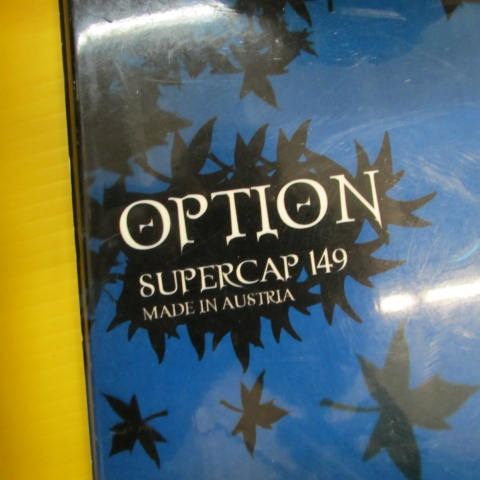 OPTION
SUPERCAP 149
MADE IN AUSTRIA